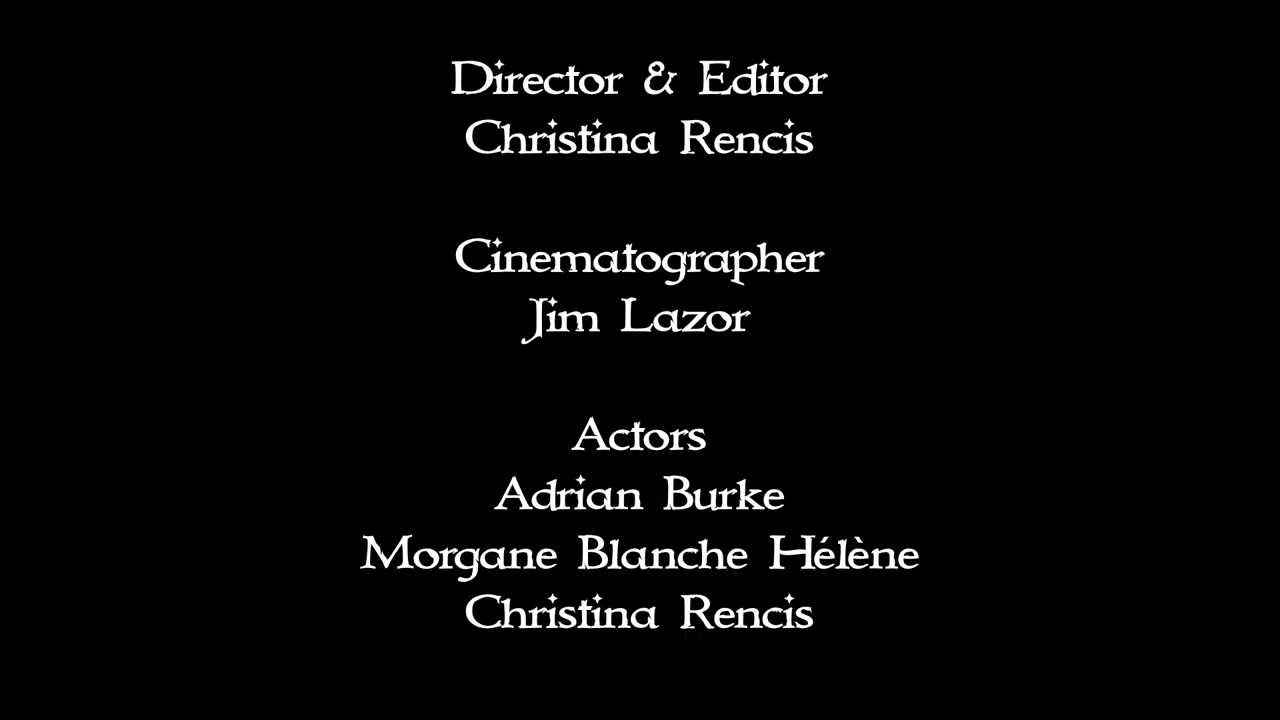 Director & Editor
Christina Rencis
Cinematographer
Jim Lazor
Actors
Adrian Burke
Morgane Blanche Hélène
Christina Rencis